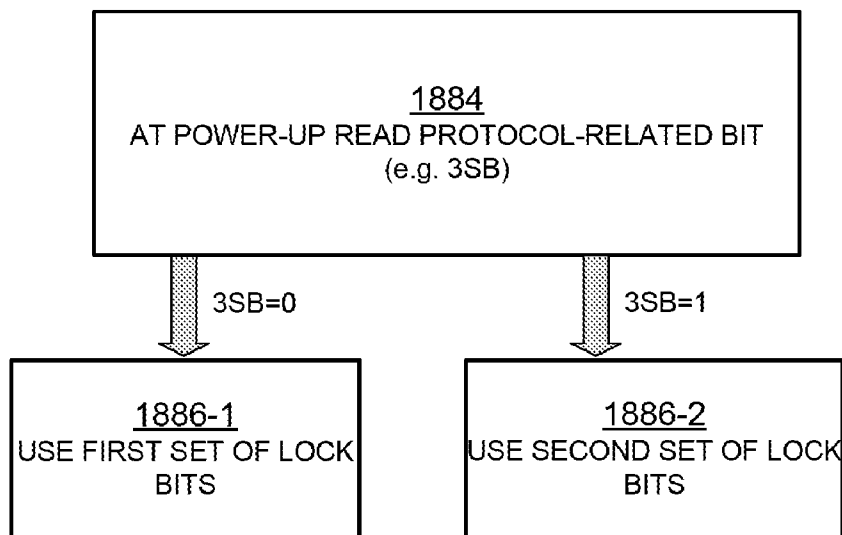 1884
AT POWER-UP READ PROTOCOL-RELATED BIT
(e.g. 3SB)
3SB=0
3SB=1
1886-1
USE FIRST SET OF LOCK
BITS
1886-2
USE SECOND SET OF LOCK
BITS